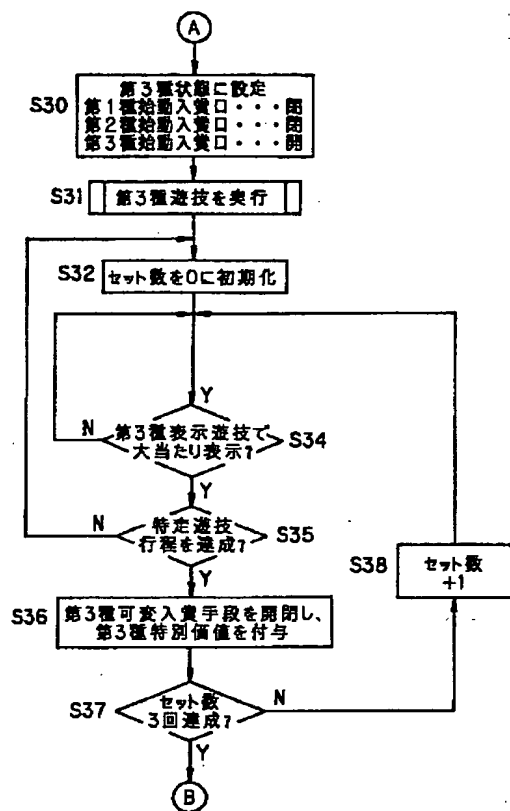 A
S30
第3種状態に設定
第1種始動入賞口・・・閉
第2種始動入賞口・・・閉
第3種始動入賞口・・・開
S31
第3種遊技を実行
S32
セット数を0に初期化
Y
N
第3種表示遊技で
大当たり表示?
S34
Y
N
特定遊技
行程を達成?
S35
Y
S38
セット数
+1
S36
第3種可変入賞手段を開閉し、
第3種特別価値を付与
S37
セット数
3回達成?
N
Y
B